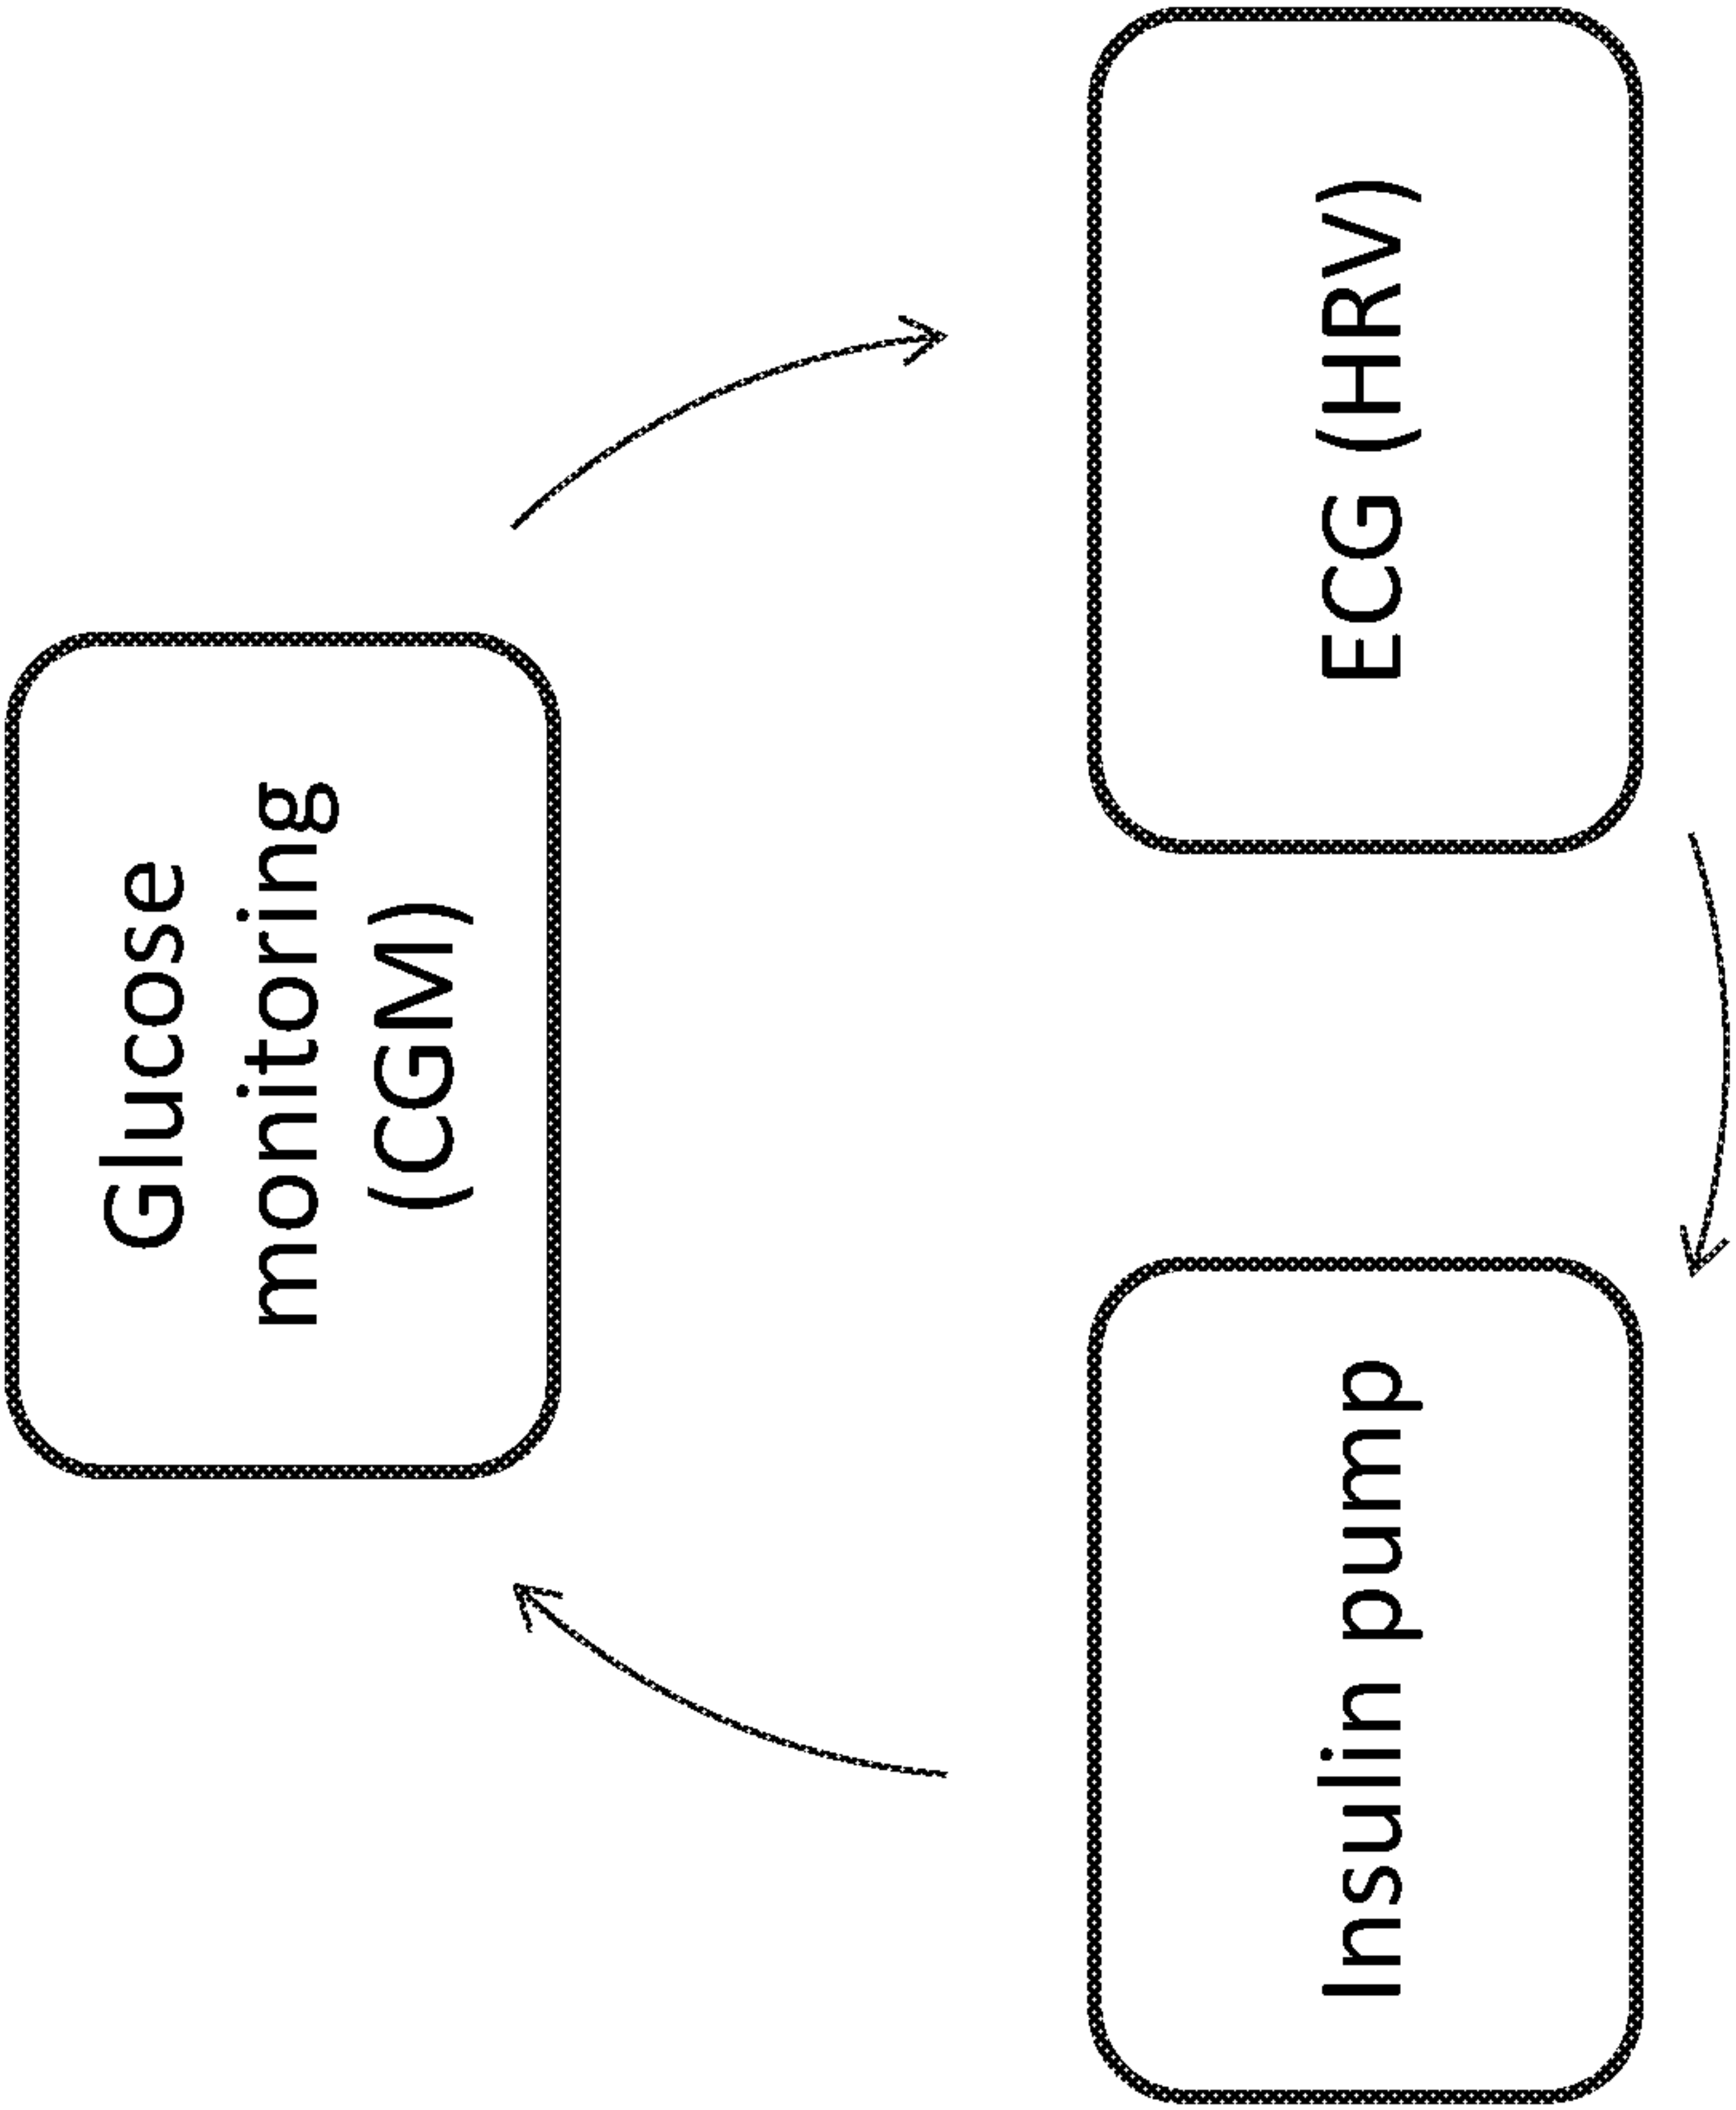 Glucose
monitoring
(CGM)
ECG (HRV)
Insulin pump